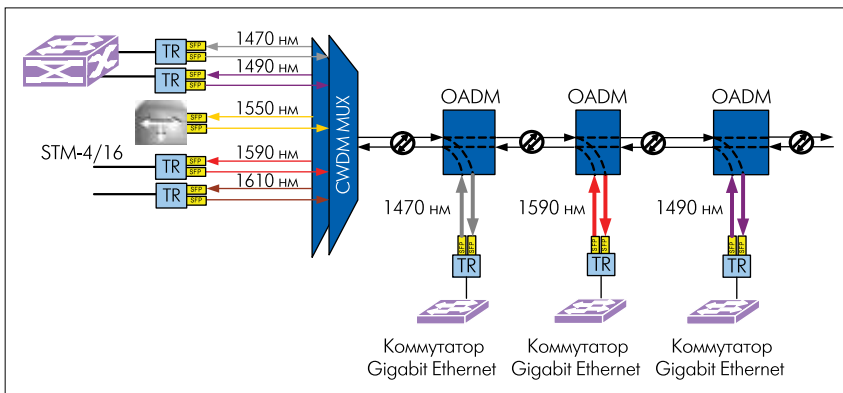 1470 нм
TR
SFP
SFP
1490 нм
TR
SFP
SFP
1550 нм
SFP
SFP
STM-4/16
1590 нм
TR
SFP
SFP
1610 нм
TR
SFP
SFP
CWDM MUX
OADM
OADM
OADM
1470 нм
1590 нм
1490 нм
SFP
SFP
SFP
SFP
SFP
SFP
TR
TR
TR
Коммутатор
Gigabit Ethernet
Коммутатор
Gigabit Ethernet
Коммутатор
Gigabit Ethernet